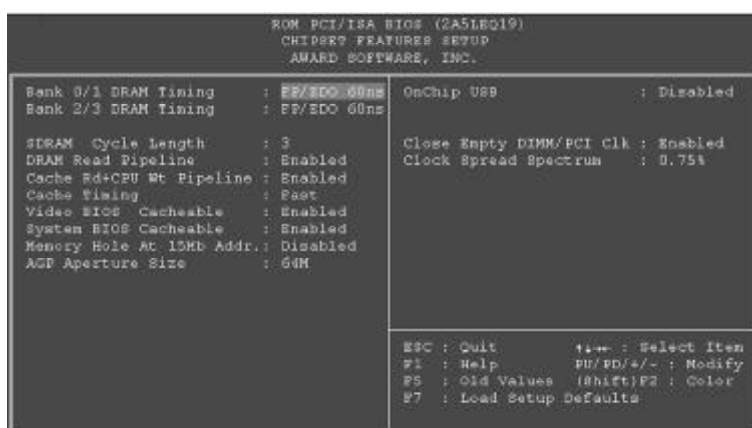 ROM PCI/ISA BIOS (2A5LEQ19)
CHIPSET FEATURES SETUP
AWARD SOFTWARE, INC.
Bank 0/1 DRAM Timing : FP/EDO 60ns
Bank 2/3 DRAM Timing : FP/EDO 60ns
SDRAM Cycle Length : 3
DRAM Read Pipeline : Enabled
Cache Rd+CPU Wt Pipeline : Enabled
Cache Timing : Fast
Video BIOS Cacheable : Enabled
System BIOS Cacheable : Enabled
Memory Hole At 15Mb Addr.: Disabled
AGP Aperture Size : 64M
OnChip USB : Disabled
Close Empty DIMM/PCI Clk : Enabled
Clock Spread Spectrum : 0.75%
ESC : Quit ↑↓→← : Select Item
F1 : Help PU/PD/+/- : Modify
F5 : Old Values (Shift)F2 : Color
F7 : Load Setup Defaults